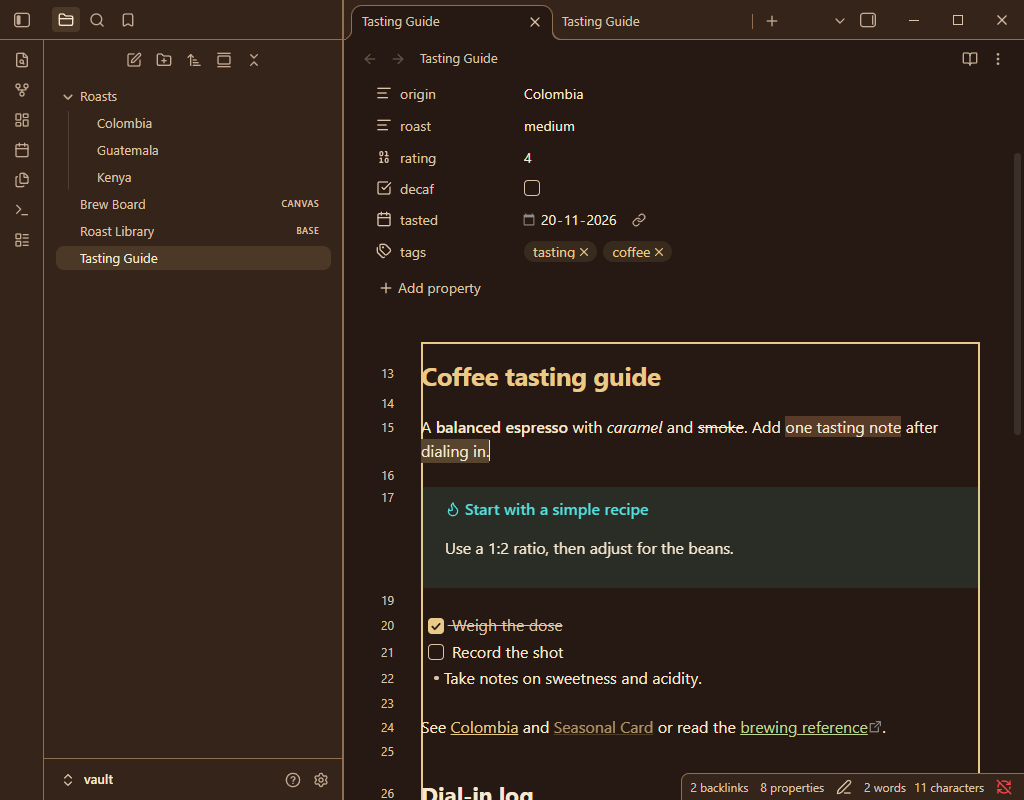 Tasting Guide
Tasting Guide
Tasting Guide
Roasts
Colombia
Guatemala
Kenya
Brew Board CANVAS
Roast Library BASE
Tasting Guide
vault
origin Colombia
roast medium
rating 4
decaf
tasted 20-11-2026
tags tasting coffee
Add property
13 Coffee tasting guide
14
15 A balanced espresso with caramel and smoke. Add one tasting note after
dialing in.
16
17 Start with a simple recipe
Use a 1:2 ratio, then adjust for the beans.
19
20 Weigh the dose
21 Record the shot
22 • Take notes on sweetness and acidity.
23
24 See Colombia and Seasonal Card or read the brewing reference.
25
26 Dial-in log
2 backlinks 8 properties 2 words 11 characters